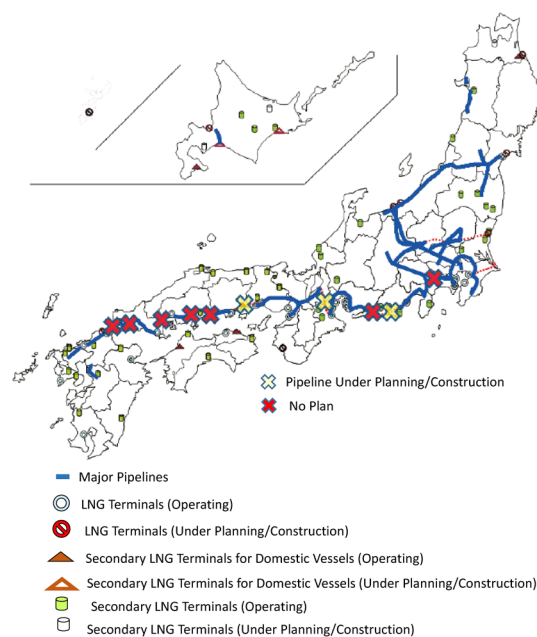 Pipeline Under Planning/Construction
No Plan
Major Pipelines
LNG Terminals (Operating)
LNG Terminals (Under Planning/Construction)
Secondary LNG Terminals for Domestic Vessels (Operating)
Secondary LNG Terminals for Domestic Vessels (Under Planning/Construction)
Secondary LNG Terminals (Operating)
Secondary LNG Terminals (Under Planning/Construction)